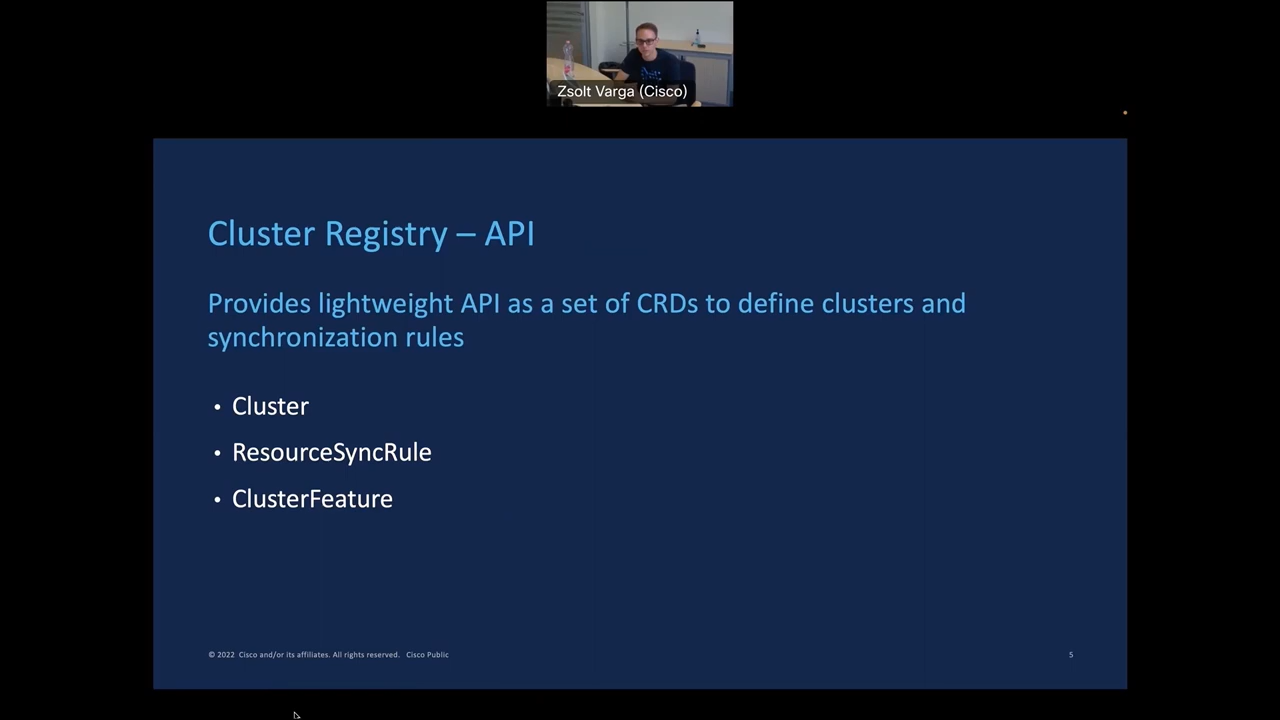 Zsolt Varga (Cisco)
Cluster Registry – API
Provides lightweight API as a set of CRDs to define clusters and
synchronization rules
• Cluster
• ResourceSyncRule
• ClusterFeature
© 2022 Cisco and/or its affiliates. All rights reserved. Cisco Public
5